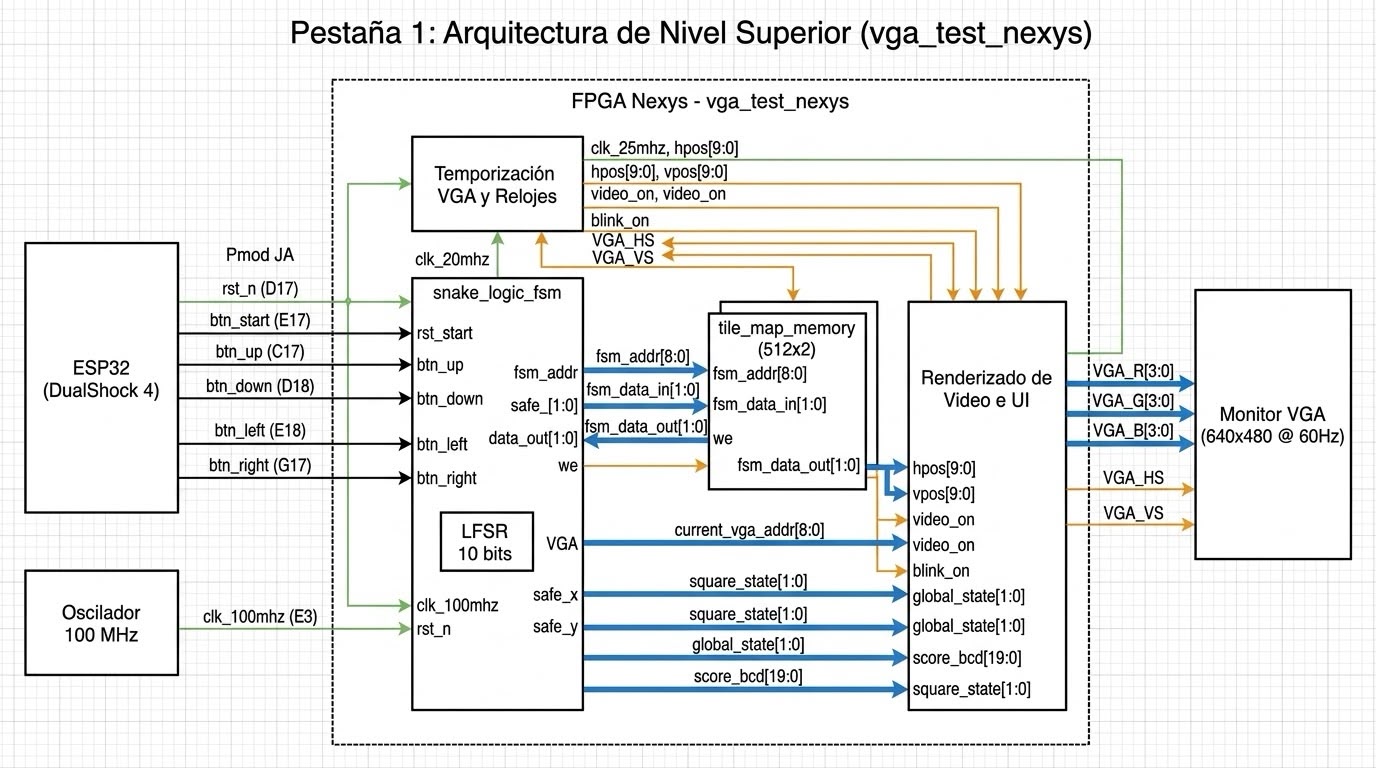 Pestaña 1: Arquitectura de Nivel Superior (vga_test_nexys)
FPGA Nexys - vga_test_nexys
Temporización
VGA y Relojes
clk_25mhz, hpos[9:0]
hpos[9:0], vpos[9:0]
video_on, video_on
blink_on
VGA_HS
VGA_VS
clk_20mhz
ESP32
(DualShock 4)
Pmod JA
rst_n (D17)
btn_start (E17)
btn_up (C17)
btn_down (D18)
btn_left (E18)
btn_right (G17)
Oscilador
100 MHz
clk_100mhz (E3)
snake_logic_fsm
rst_start
btn_up
btn_down
btn_left
btn_right
fsm_addr
safe_[1:0]
data_out[1:0]
we
LFSR
10 bits
VGA
safe_x
safe_y
clk_100mhz
rst_n
fsm_addr[8:0]
fsm_data_in[1:0]
fsm_data_out[1:0]
tile_map_memory
(512x2)
fsm_addr[8:0]
fsm_data_in[1:0]
we
fsm_data_out[1:0]
current_vga_addr[8:0]
square_state[1:0]
square_state[1:0]
global_state[1:0]
score_bcd[19:0]
Renderizado de
Video e UI
hpos[9:0]
vpos[9:0]
video_on
video_on
blink_on
global_state[1:0]
global_state[1:0]
score_bcd[19:0]
square_state[1:0]
VGA_R[3:0]
VGA_G[3:0]
VGA_B[3:0]
VGA_HS
VGA_VS
Monitor VGA
(640x480 @ 60Hz)